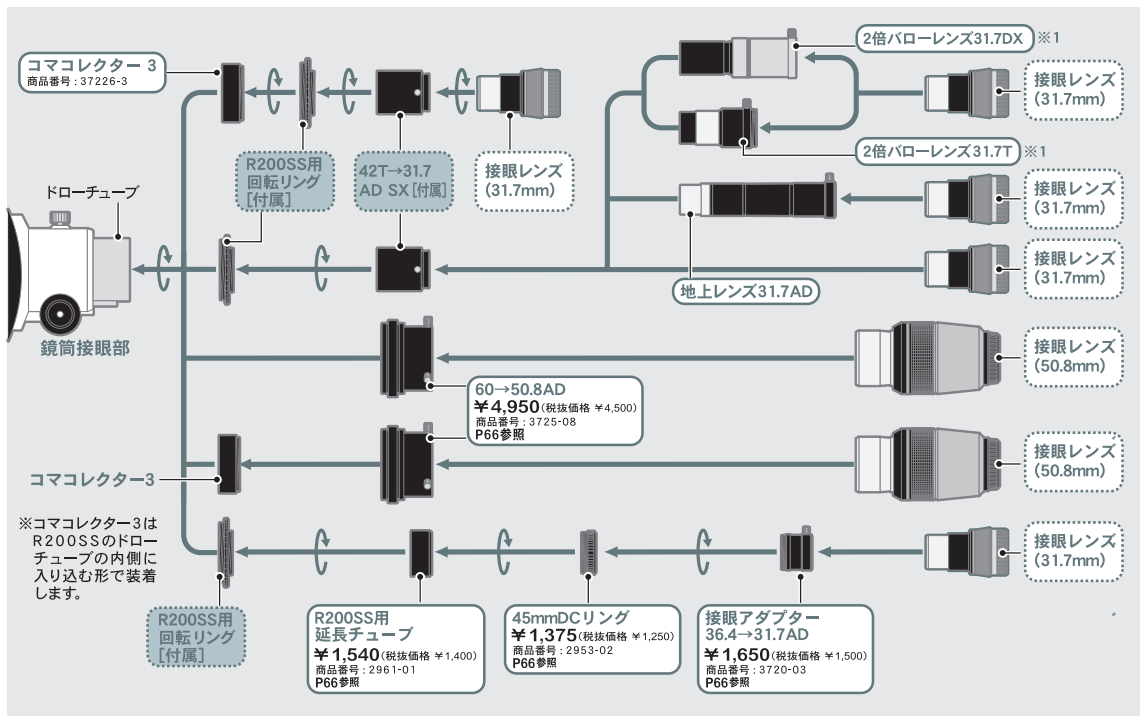 コマコレクター 3
商品番号：37226-3
2倍バローレンズ31.7DX ※1
接眼レンズ
(31.7mm)
2倍バローレンズ31.7T ※1
R200SS用
回転リング
［付属］
42T→31.7
AD SX［付属］
接眼レンズ
(31.7mm)
接眼レンズ
(31.7mm)
ドローチューブ
接眼レンズ
(31.7mm)
地上レンズ31.7AD
鏡筒接眼部
接眼レンズ
(50.8mm)
60→50.8AD
￥4,950(税抜価格 ￥4,500)
商品番号：3725-08
P66参照
コマコレクター3
接眼レンズ
(50.8mm)
※コマコレクター3は
R200SSのドロー
チューブの内側に
入り込む形で装着
します。
接眼レンズ
(31.7mm)
R200SS用
回転リング
［付属］
R200SS用
延長チューブ
￥1,540(税抜価格 ￥1,400)
商品番号：2961-01
P66参照
45mmDCリング
￥1,375(税抜価格 ￥1,250)
商品番号：2953-02
P66参照
接眼アダプター
36.4→31.7AD
￥1,650(税抜価格 ￥1,500)
商品番号：3720-03
P66参照